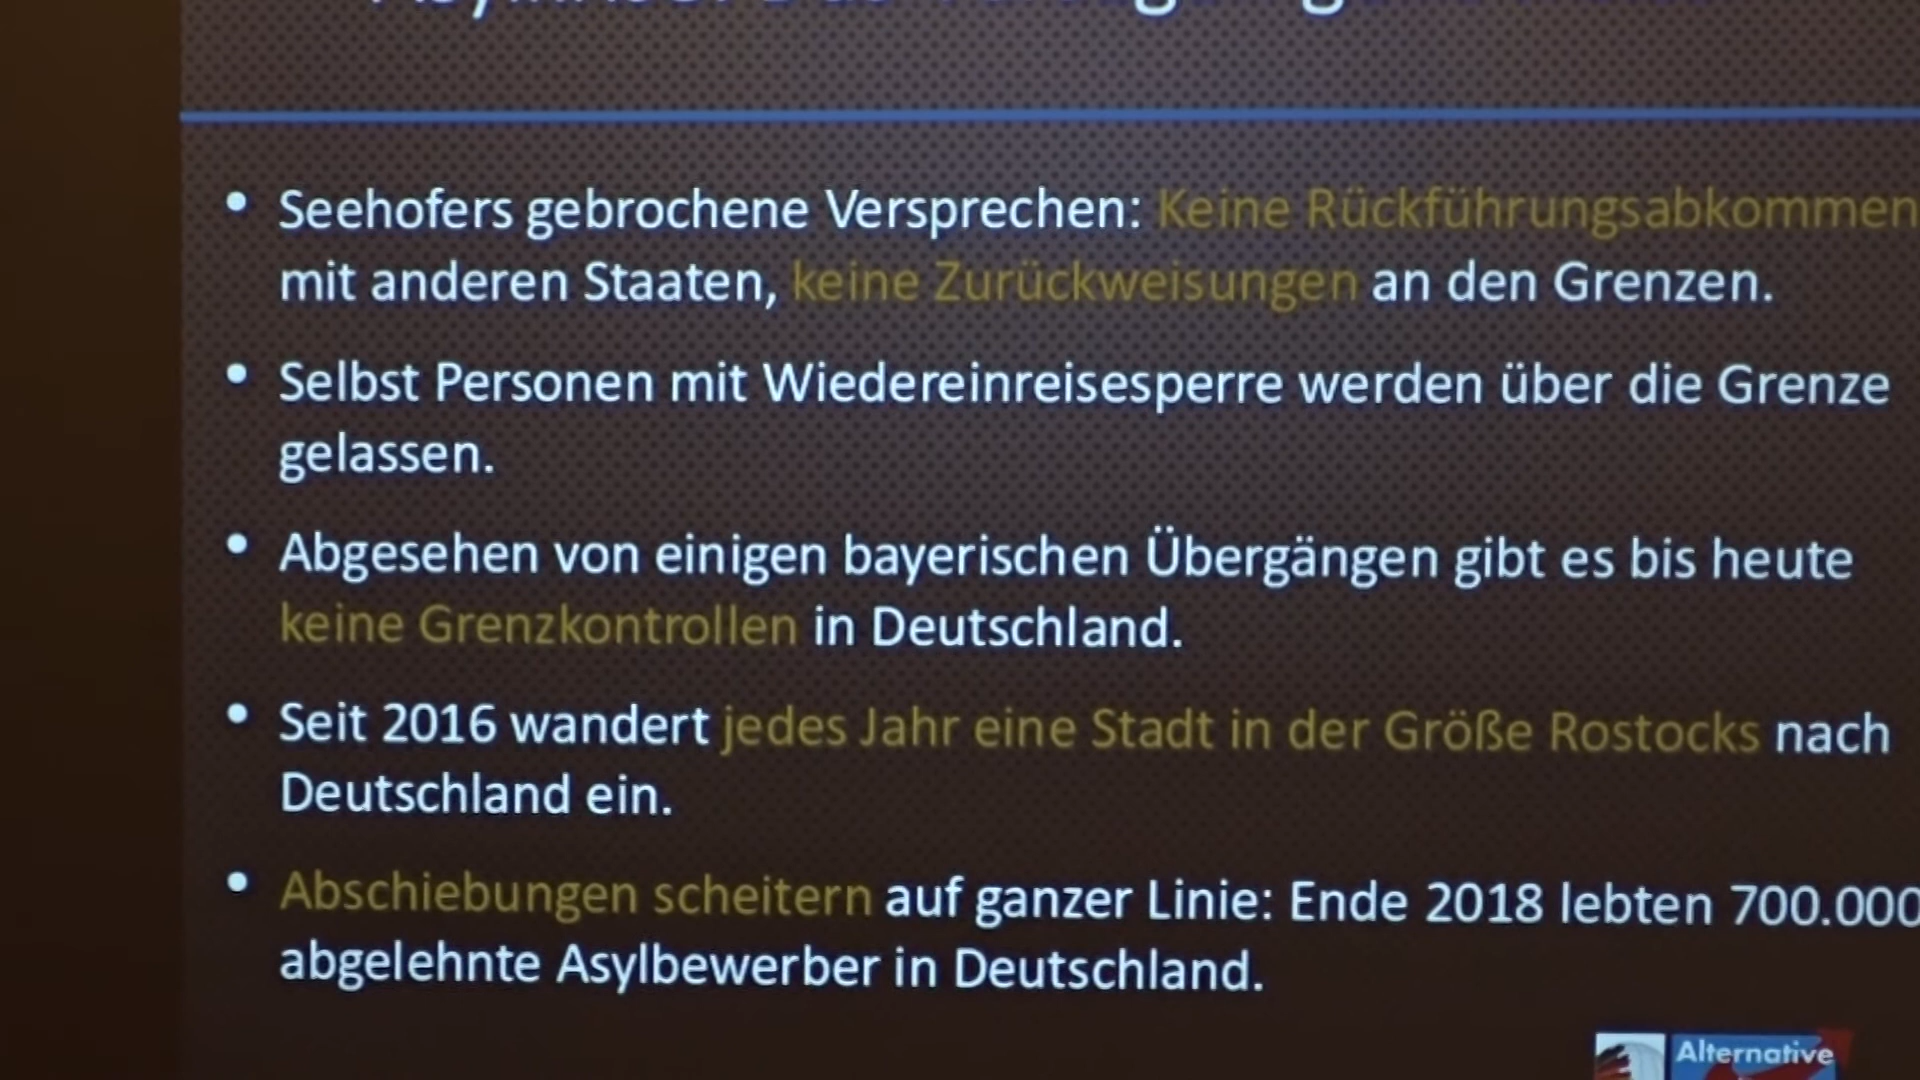 Seehofers gebrochene Versprechen: Keine Rückführungsabkommen
mit anderen Staaten, keine Zurückweisungen an den Grenzen.
Selbst Personen mit Wiedereinreisesperre werden über die Grenze
gelassen.
Abgesehen von einigen bayerischen Übergängen gibt es bis heute
keine Grenzkontrollen in Deutschland.
Seit 2016 wandert jedes Jahr eine Stadt in der Größe Rostocks nach
Deutschland ein.
Abschiebungen scheitern auf ganzer Linie: Ende 2018 lebten 700.000
abgelehnte Asylbewerber in Deutschland.
Alternative